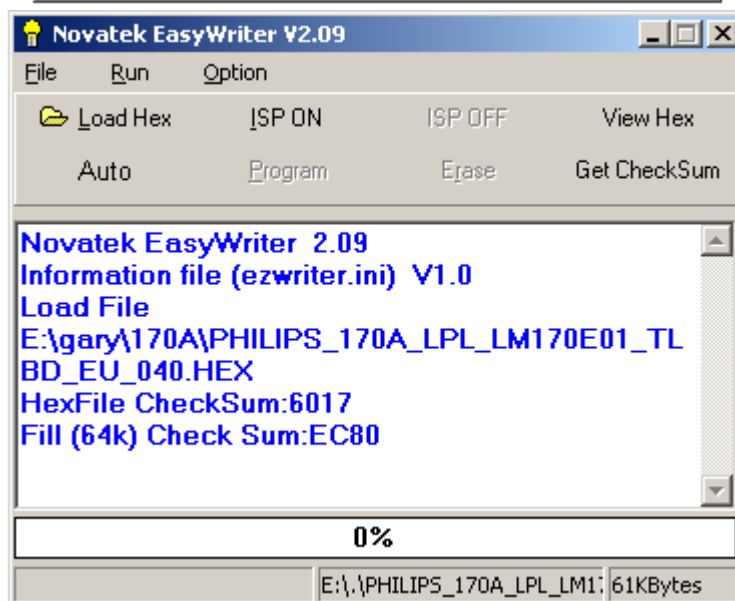 Novatek EasyWriter V2.09
File Run Option
Load Hex ISP ON ISP OFF View Hex
Auto Program Erase Get CheckSum
Novatek EasyWriter 2.09
Information file (ezwriter.ini) V1.0
Load File
E:\gary\170A\PHILIPS_170A_LPL_LM170E01_TL
BD_EU_040.HEX
HexFile CheckSum:6017
Fill (64k) Check Sum:EC80
0%
E:\.\PHILIPS_170A_LPL_LM1 61KBytes